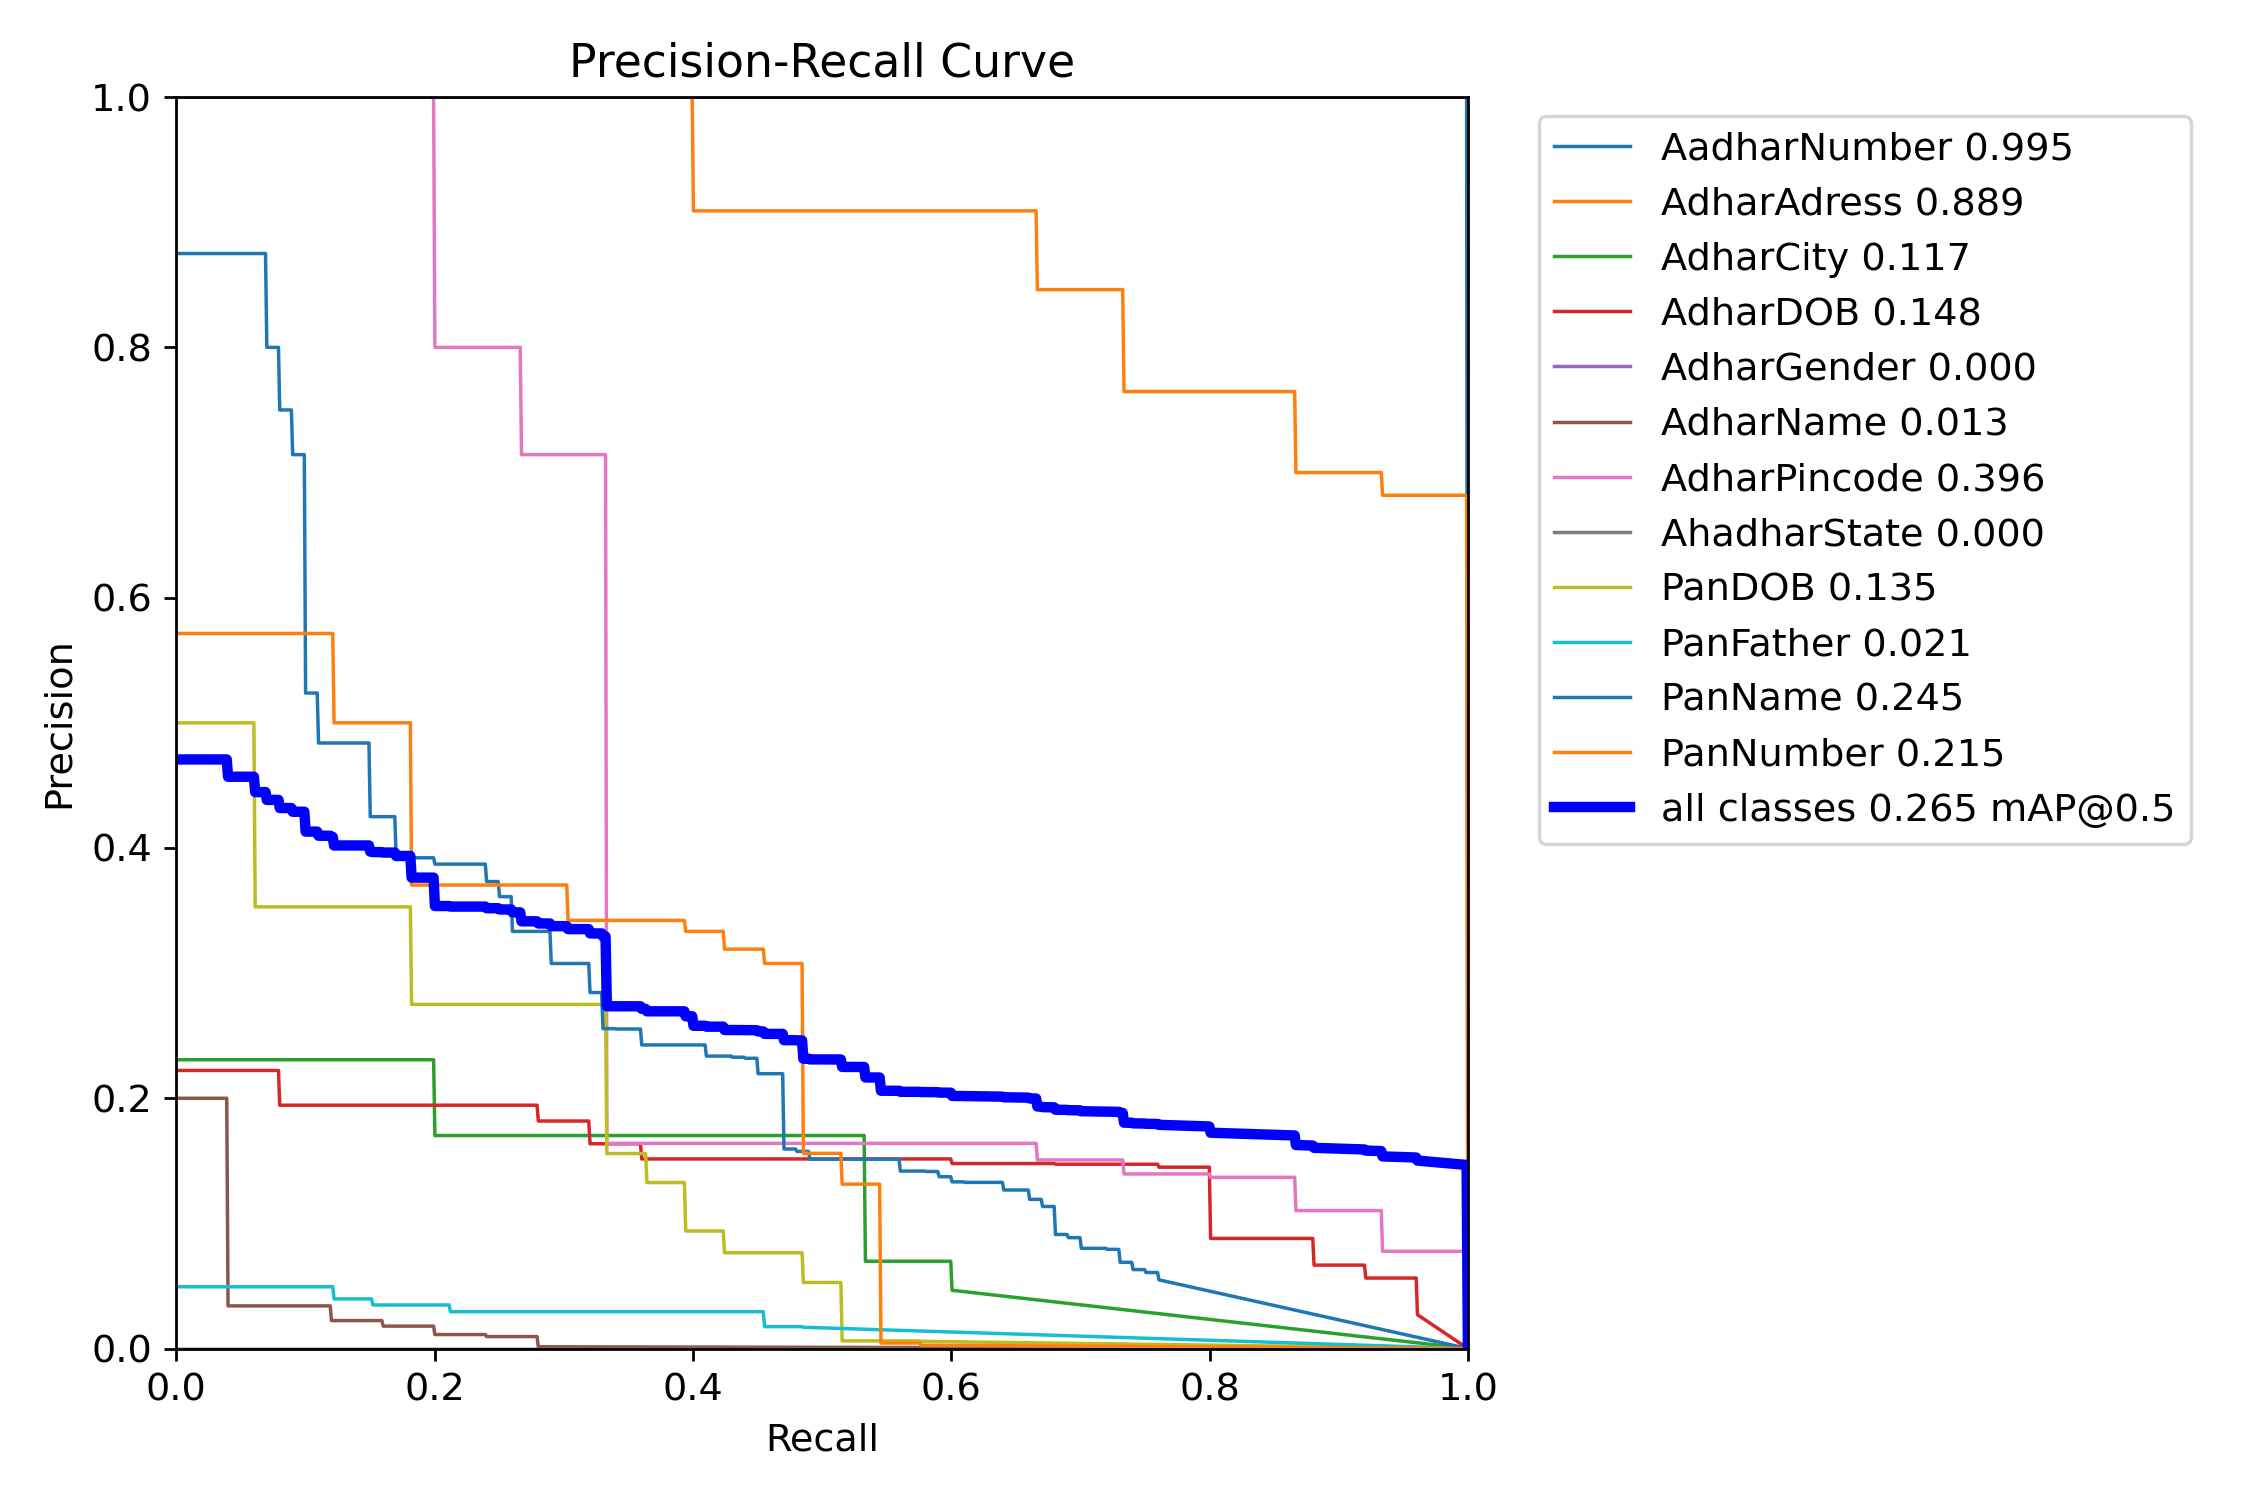 Precision-Recall Curve
1.0
0.8
0.6
0.4
0.2
0.0
Precision
0.0 0.2 0.4 0.6 0.8 1.0
Recall
AadharNumber 0.995
AdharAdress 0.889
AdharCity 0.117
AdharDOB 0.148
AdharGender 0.000
AdharName 0.013
AdharPincode 0.396
AhadharState 0.000
PanDOB 0.135
PanFather 0.021
PanName 0.245
PanNumber 0.215
all classes 0.265 mAP@0.5